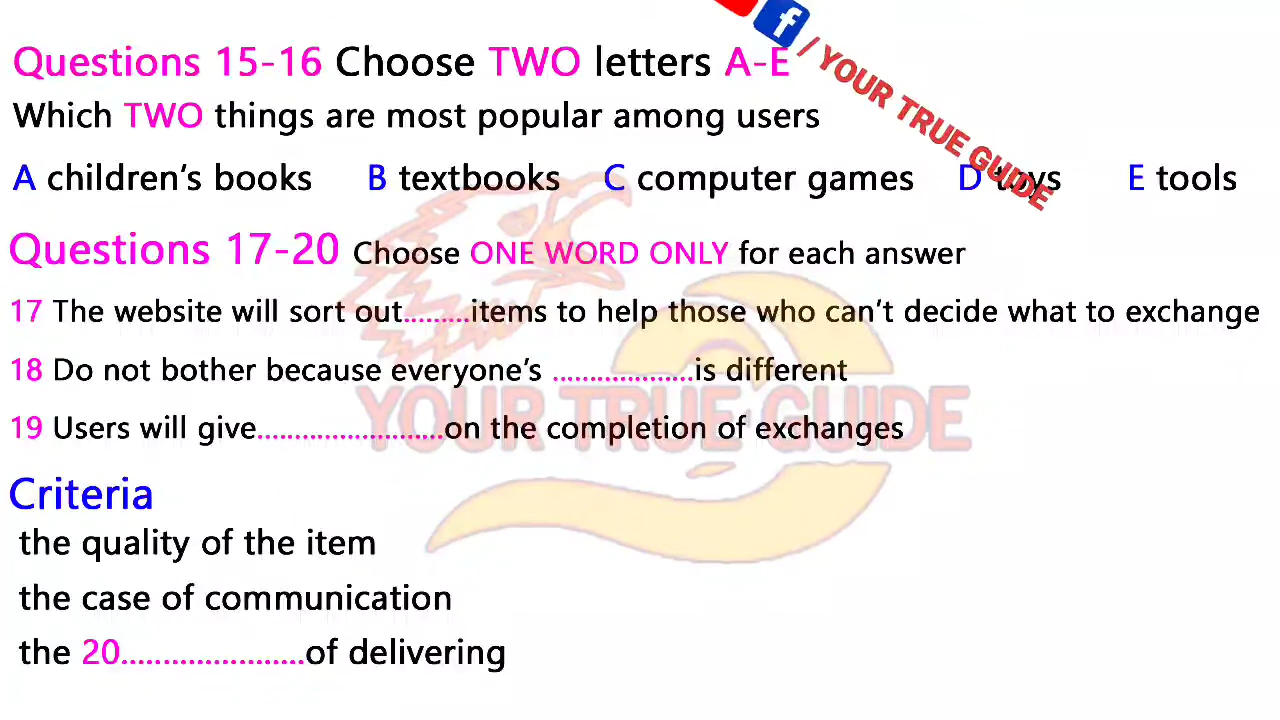 Questions 15-16 Choose TWO letters A-E
/ YOUR TRUE GUIDE
Which TWO things are most popular among users
A children’s books B textbooks C computer games D toys E tools
Questions 17-20 Choose ONE WORD ONLY for each answer
17 The website will sort out.........items to help those who can’t decide what to exchange
18 Do not bother because everyone’s ...................is different
YOUR TRUE GUIDE
19 Users will give.........................on the completion of exchanges
Criteria
the quality of the item
the case of communication
the 20......................of delivering